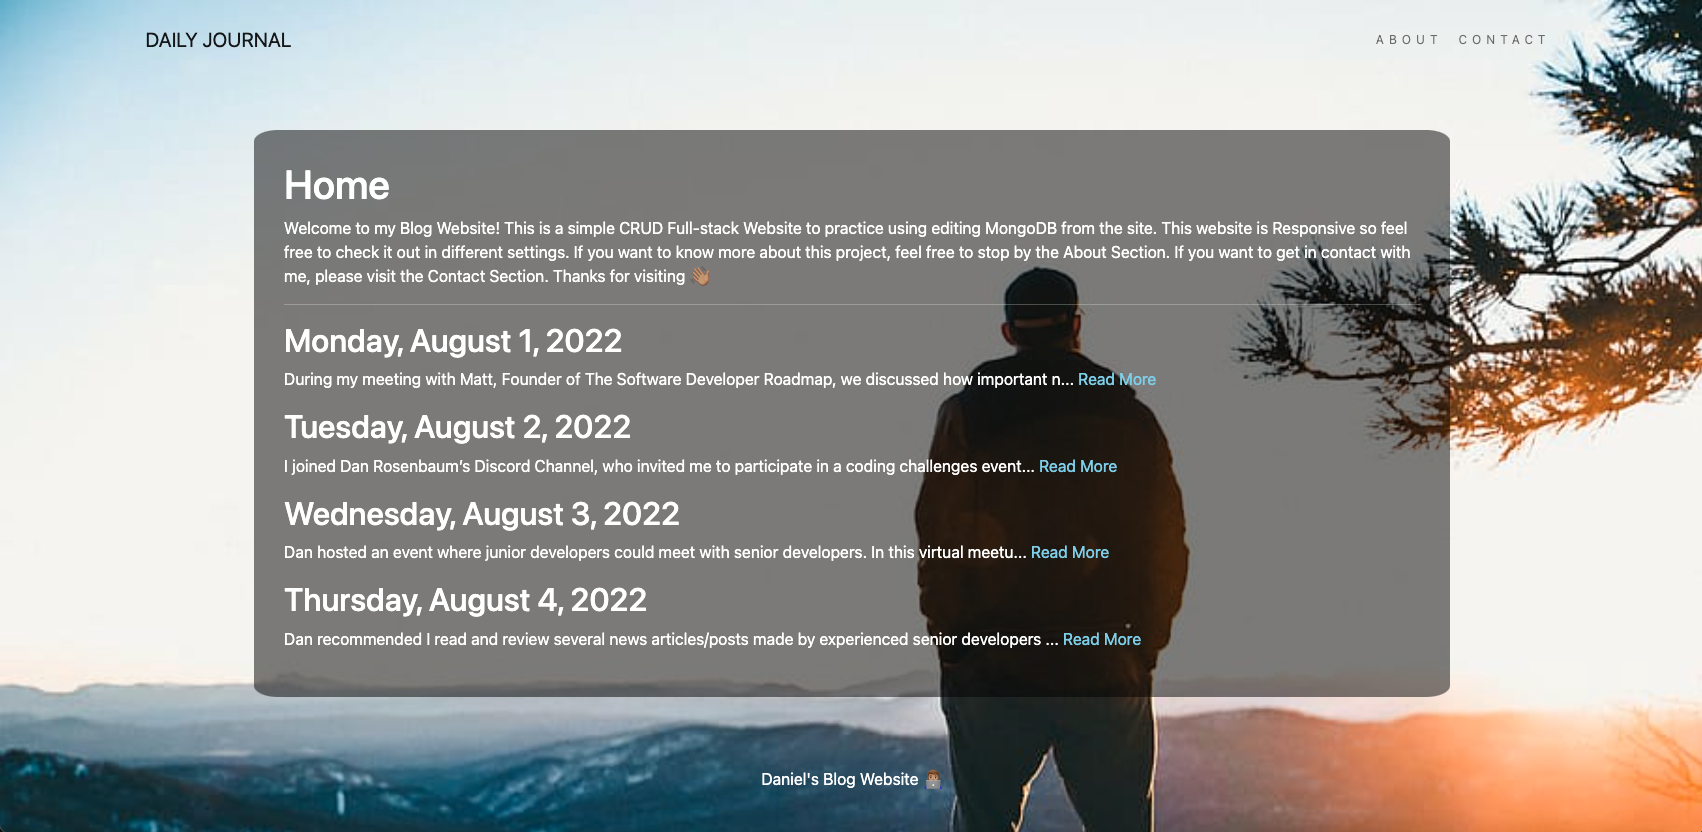 DAILY JOURNAL
ABOUT CONTACT
Home
Welcome to my Blog Website! This is a simple CRUD Full-stack Website to practice using editing MongoDB from the site. This website is Responsive so feel
free to check it out in different settings. If you want to know more about this project, feel free to stop by the About Section. If you want to get in contact with
me, please visit the Contact Section. Thanks for visiting 👋🏽
Monday, August 1, 2022
During my meeting with Matt, Founder of The Software Developer Roadmap, we discussed how important n... Read More
Tuesday, August 2, 2022
I joined Dan Rosenbaum’s Discord Channel, who invited me to participate in a coding challenges event... Read More
Wednesday, August 3, 2022
Dan hosted an event where junior developers could meet with senior developers. In this virtual meetu... Read More
Thursday, August 4, 2022
Dan recommended I read and review several news articles/posts made by experienced senior developers ... Read More
Daniel's Blog Website 👨🏽‍💻